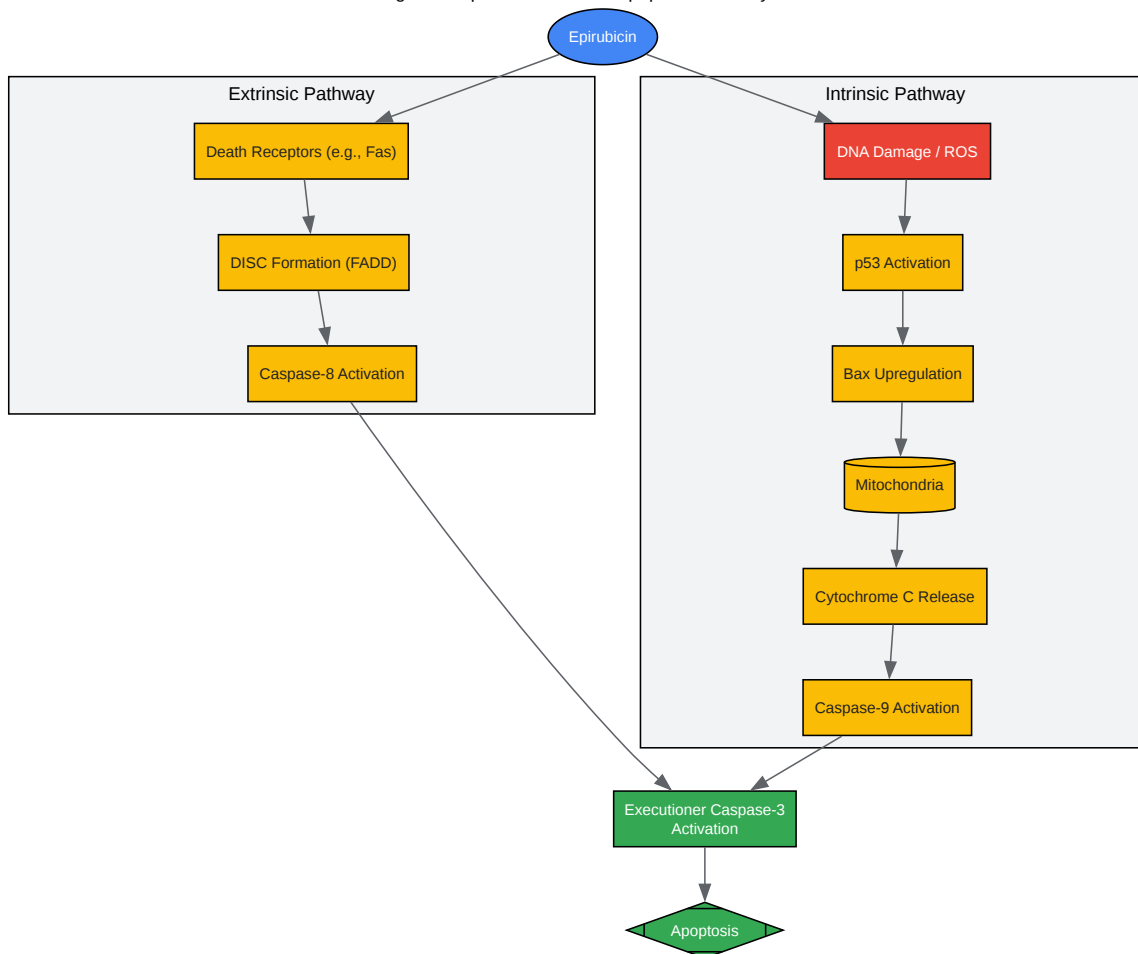 Epirubicin
Extrinsic Pathway
Death Receptors (e.g., Fas)
DISC Formation (FADD)
Caspase-8 Activation
Intrinsic Pathway
DNA Damage / ROS
p53 Activation
Bax Upregulation
Mitochondria
Cytochrome C Release
Caspase-9 Activation
Executioner Caspase-3
Activation
Apoptosis